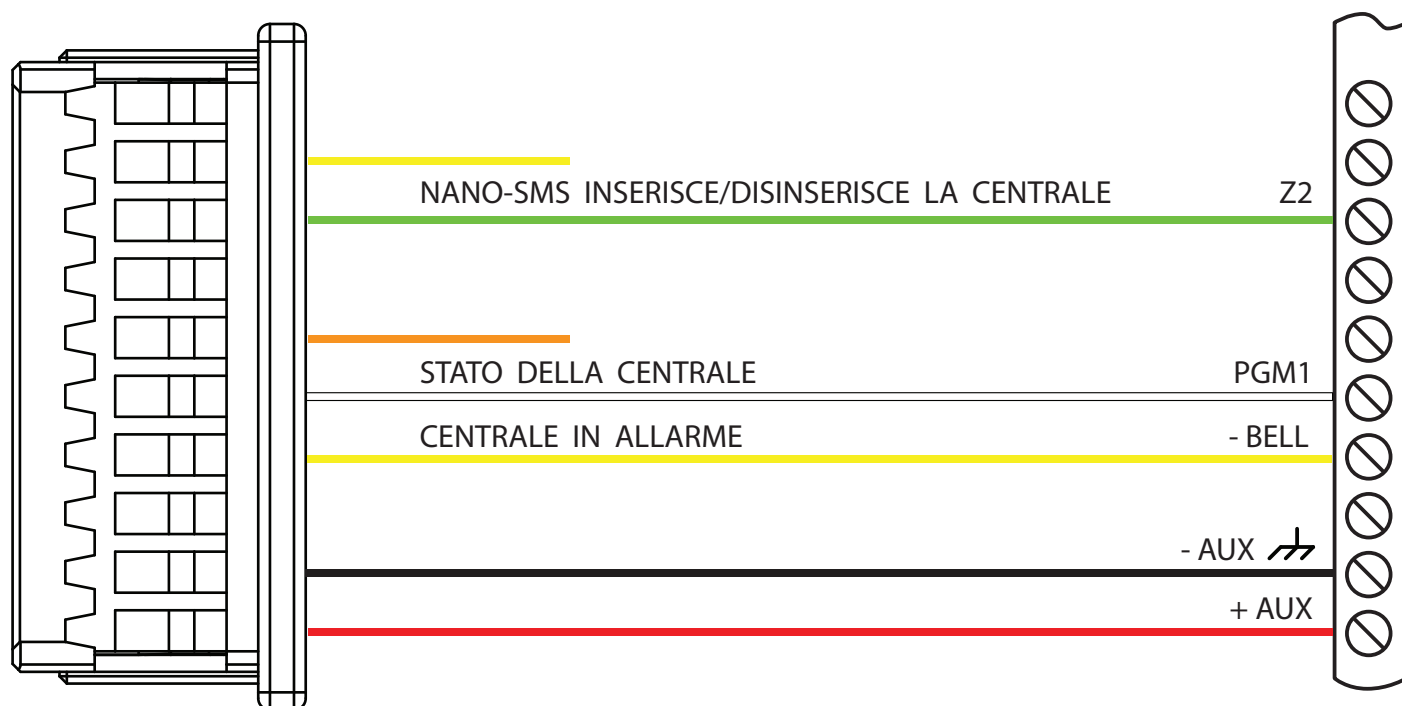 NANO-SMS INSERISCE/DISINSERISCE LA CENTRALE Z2
STATO DELLA CENTRALE PGM1
CENTRALE IN ALLARME - BELL
- AUX
+ AUX